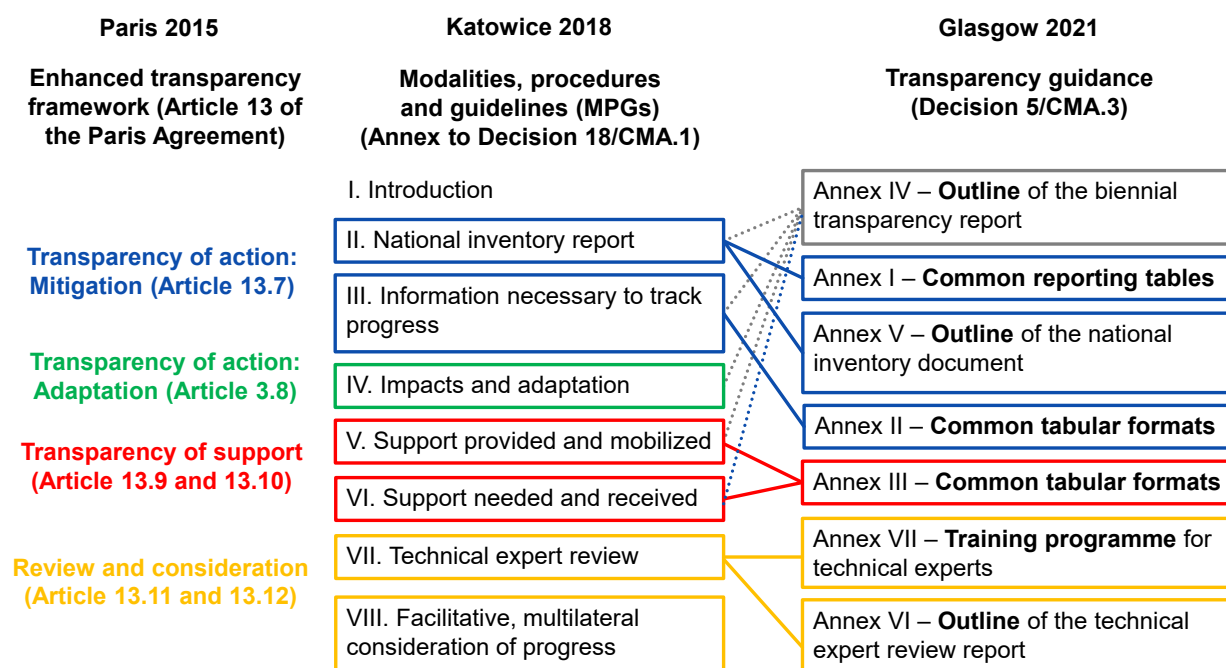 Paris 2015
Enhanced transparency
framework (Article 13 of
the Paris Agreement)
Transparency of action:
Mitigation (Article 13.7)
Transparency of action:
Adaptation (Article 3.8)
Transparency of support
(Article 13.9 and 13.10)
Review and consideration
(Article 13.11 and 13.12)
Katowice 2018
Modalities, procedures
and guidelines (MPGs)
(Annex to Decision 18/CMA.1)
I. Introduction
II. National inventory report
III. Information necessary to track
progress
IV. Impacts and adaptation
V. Support provided and mobilized
VI. Support needed and received
VII. Technical expert review
VIII. Facilitative, multilateral
consideration of progress
Glasgow 2021
Transparency guidance
(Decision 5/CMA.3)
Annex IV – Outline of the biennial
transparency report
Annex I – Common reporting tables
Annex V – Outline of the national
inventory document
Annex II – Common tabular formats
Annex III – Common tabular formats
Annex VII – Training programme for
technical experts
Annex VI – Outline of the technical
expert review report